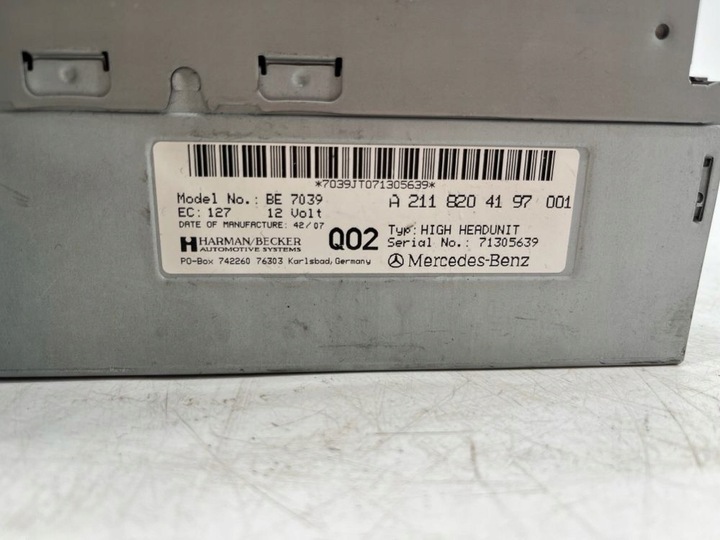 *7039JT071305639*
Model No.: BE 7039
A 211 820 41 97 001
EC: 127 12 Volt
DATE OF MANUFACTURE: 42/07
Typ: HIGH HEADUNIT
HARMAN/BECKER
AUTOMOTIVE SYSTEMS
Q02
Serial No.: 71305639
PO-Box 742260 76303 Karlsbad, Germany
Mercedes-Benz